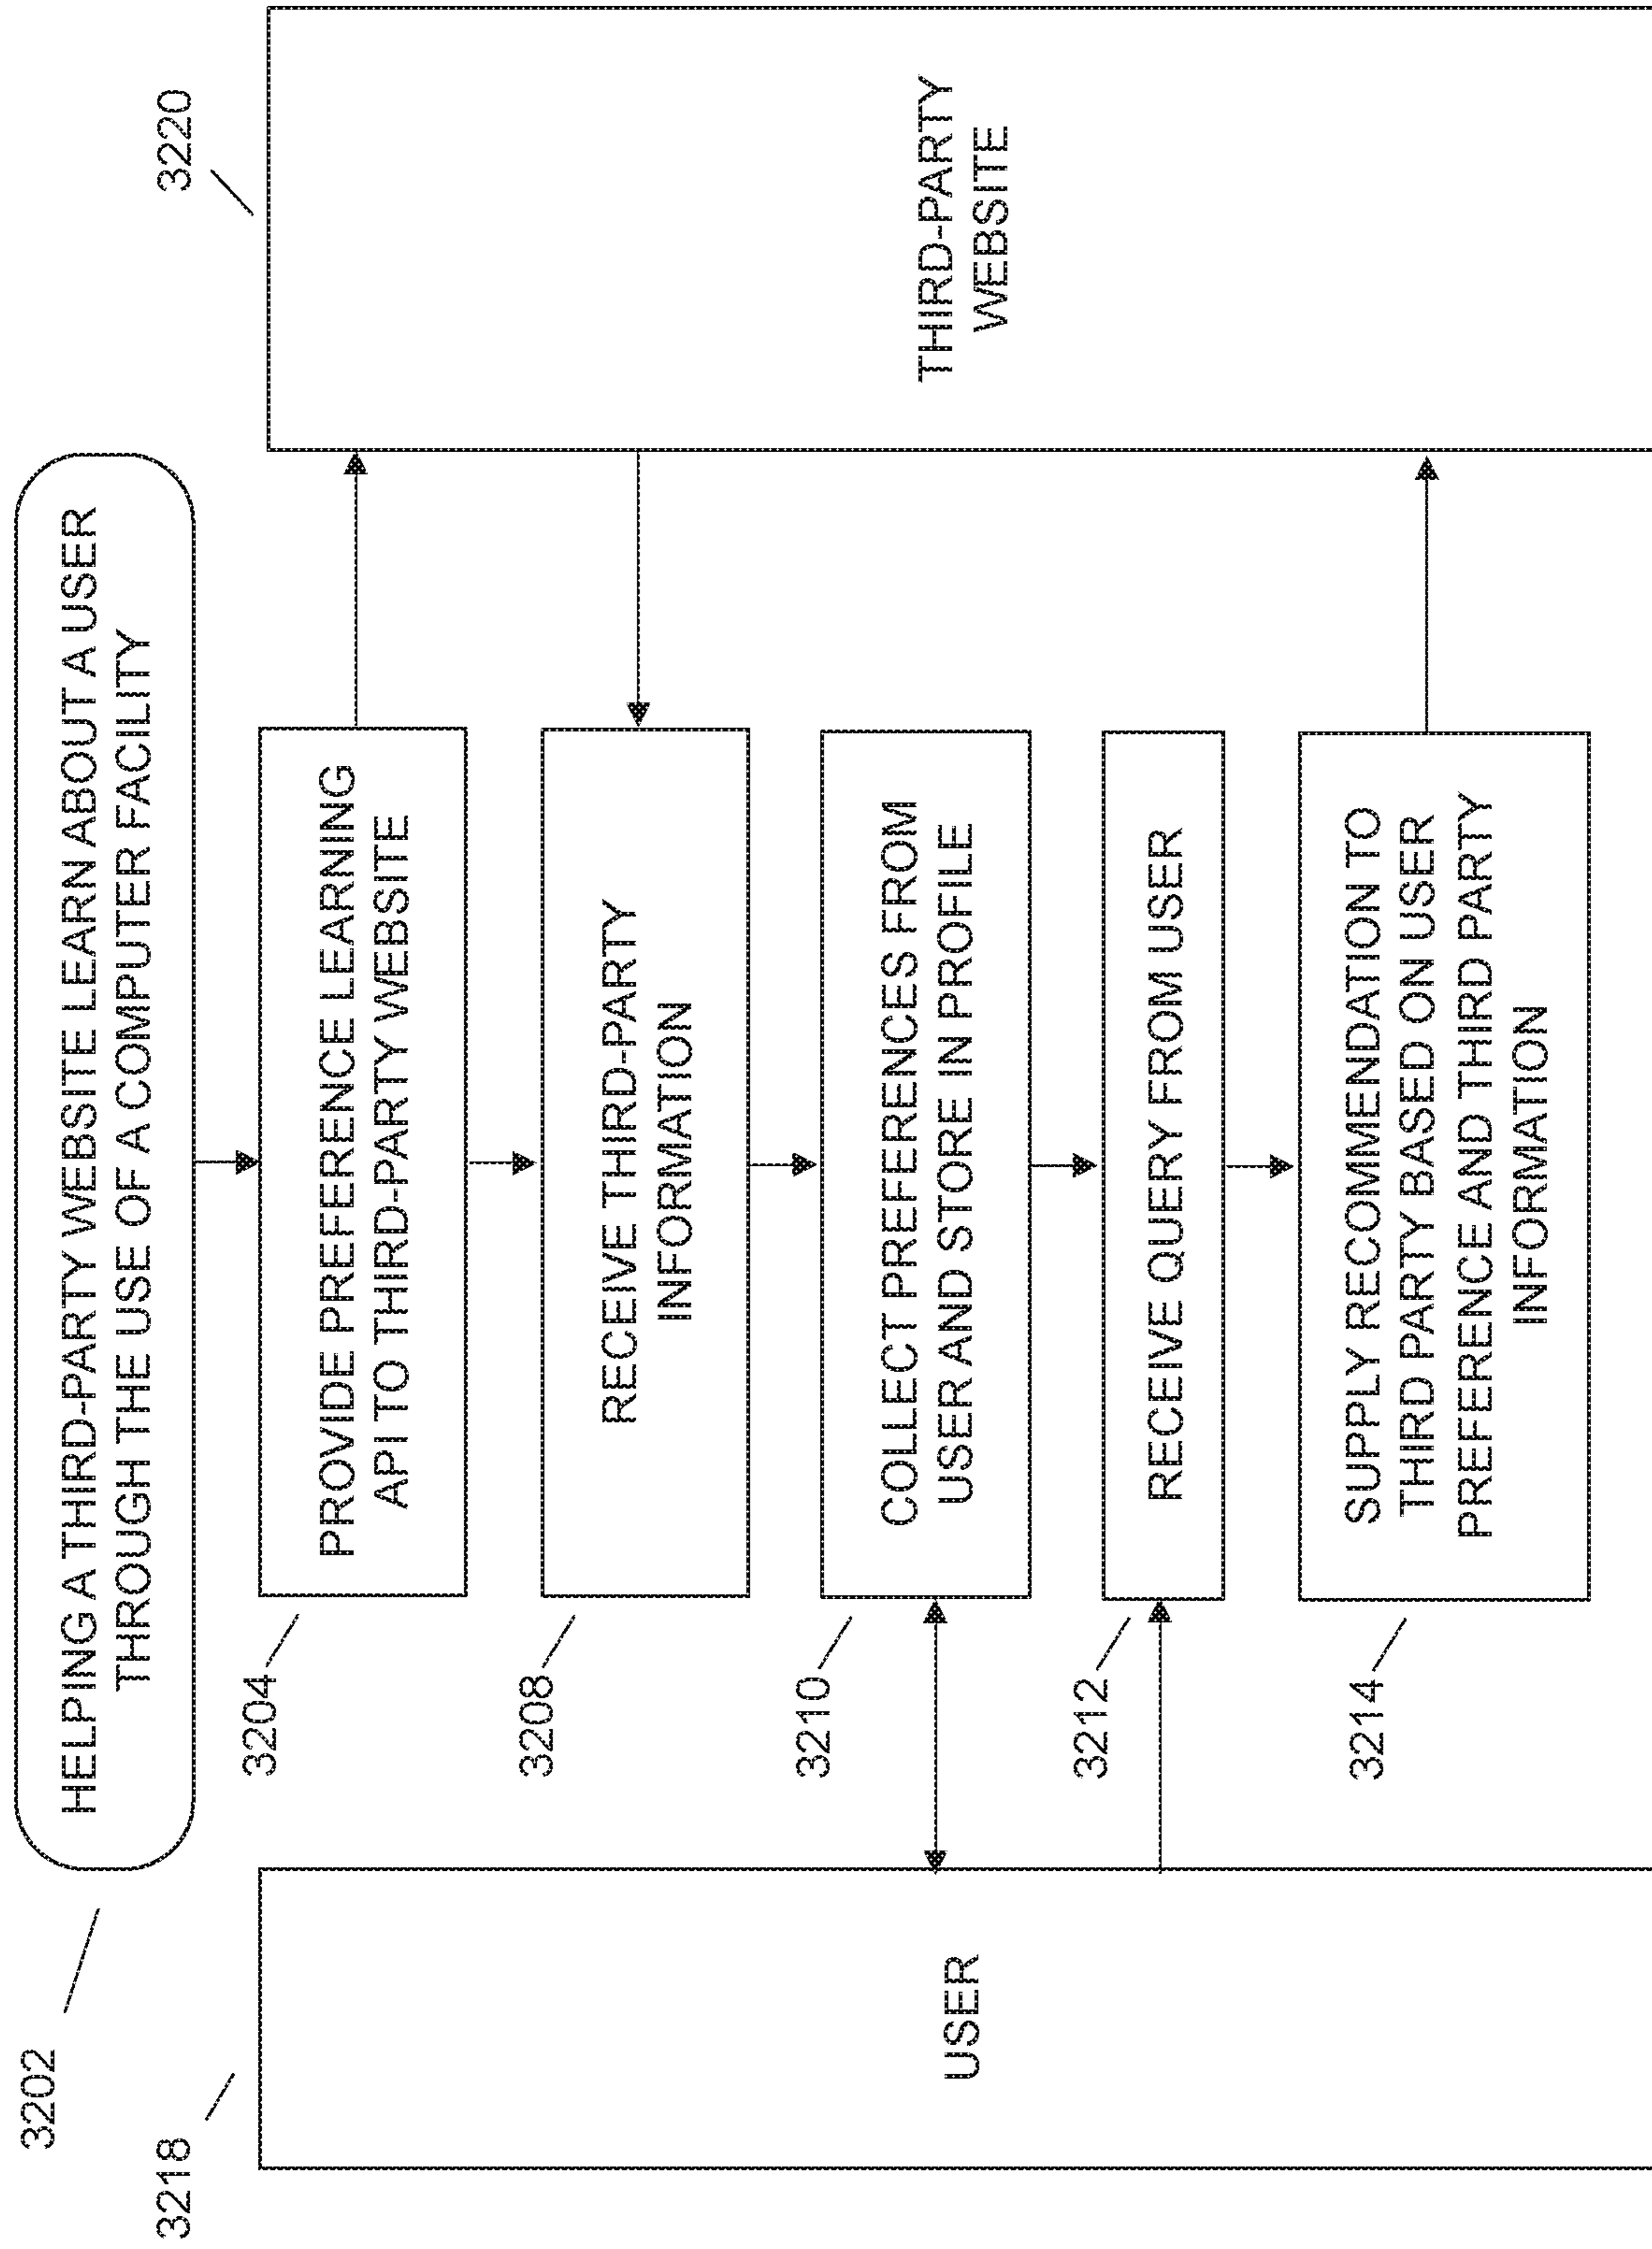 3202
HELPING A THIRD-PARTY WEBSITE LEARN ABOUT A USER
THROUGH THE USE OF A COMPUTER FACILITY
3218
USER
3204
PROVIDE PREFERENCE LEARNING
API TO THIRD-PARTY WEBSITE
3208
RECEIVE THIRD-PARTY
INFORMATION
3210
COLLECT PREFERENCES FROM
USER AND STORE IN PROFILE
3212
RECEIVE QUERY FROM USER
3214
SUPPLY RECOMMENDATION TO
THIRD PARTY BASED ON USER
PREFERENCE AND THIRD PARTY
INFORMATION
3220
THIRD-PARTY
WEBSITE